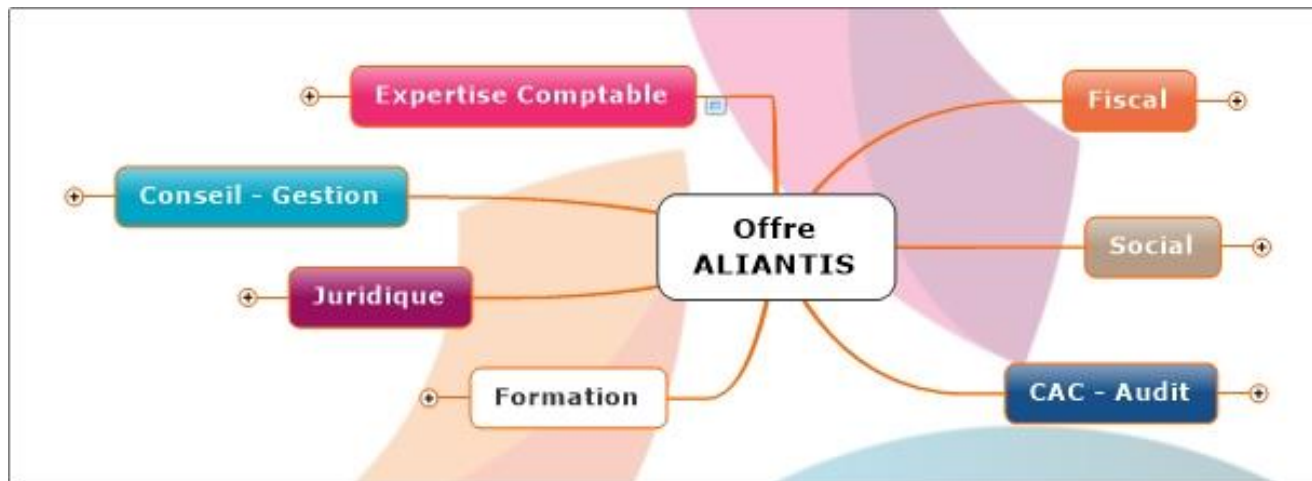 Expertise Comptable
Fiscal
Conseil - Gestion
Offre
ALIANTIS
Social
Juridique
Formation
CAC - Audit